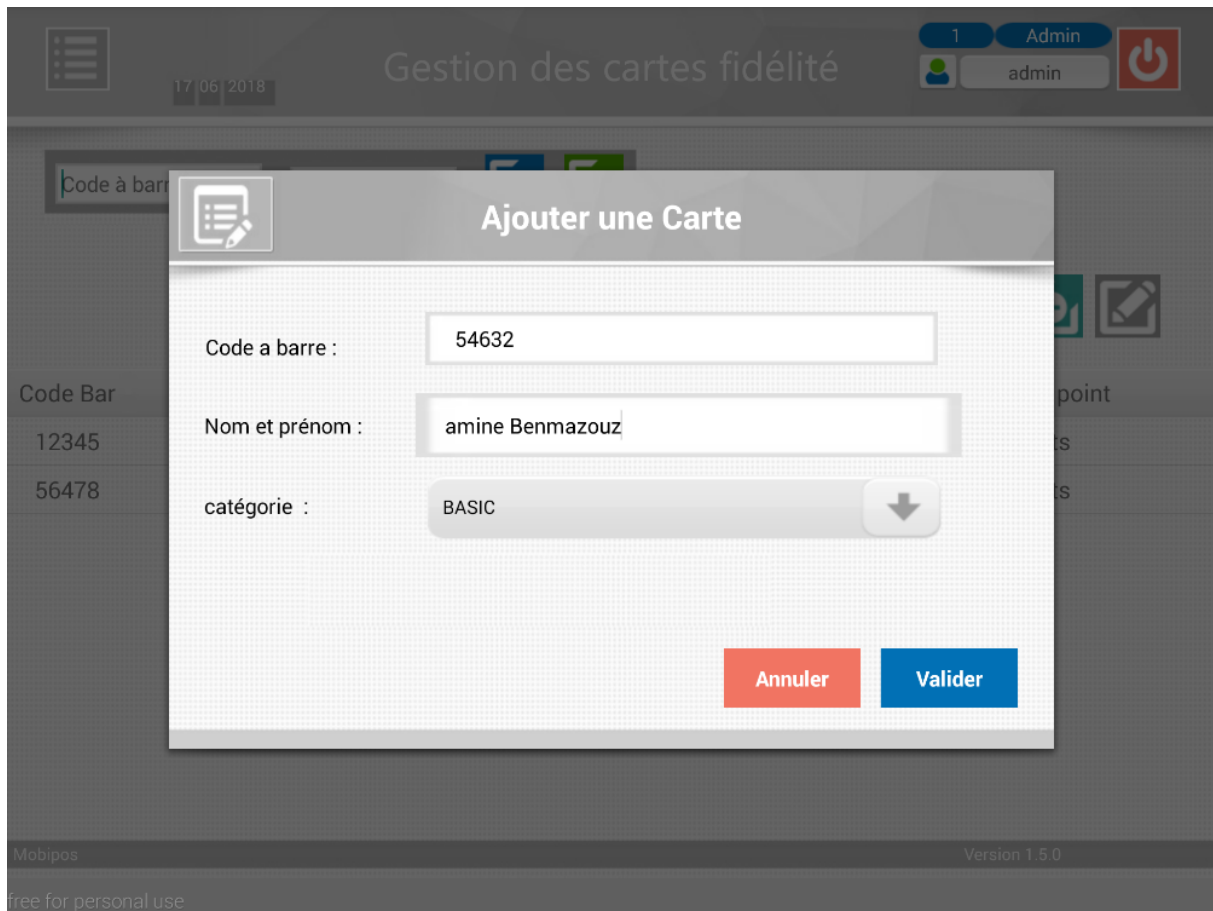 1 Admin
Gestion des cartes fidélité
admin
17 06 2018
Code à barr
Ajouter une Carte
Code a barre : 54632
Code Bar point
Nom et prénom : amine Benmazouz
12345 ts
56478 ts
catégorie : BASIC
Annuler Valider
Mobipos Version 1.5.0
free for personal use